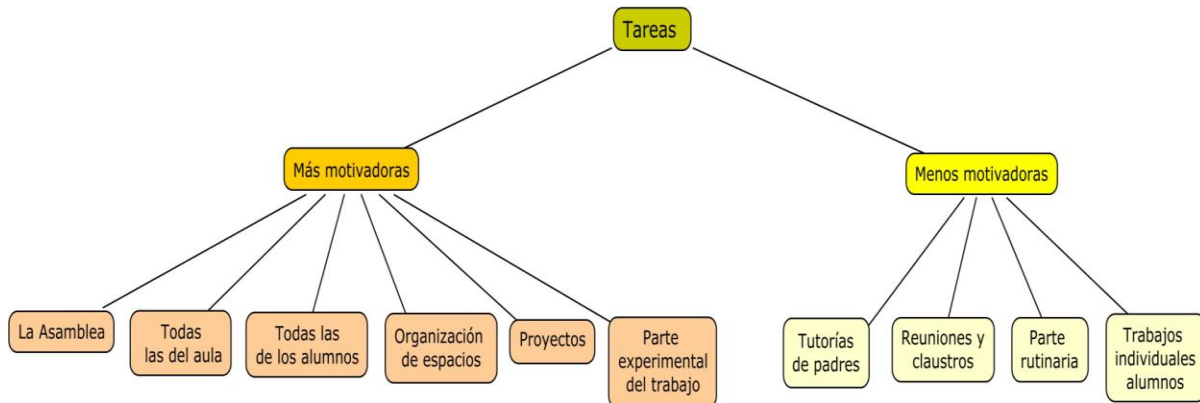 Tareas
Más motivadoras
Menos motivadoras
La Asamblea
Todas
las del aula
Todas las
de los alumnos
Organización
de espacios
Proyectos
Parte
experimental
del trabajo
Tutorías
de padres
Reuniones y
claustros
Parte
rutinaria
Trabajos
individuales
alumnos